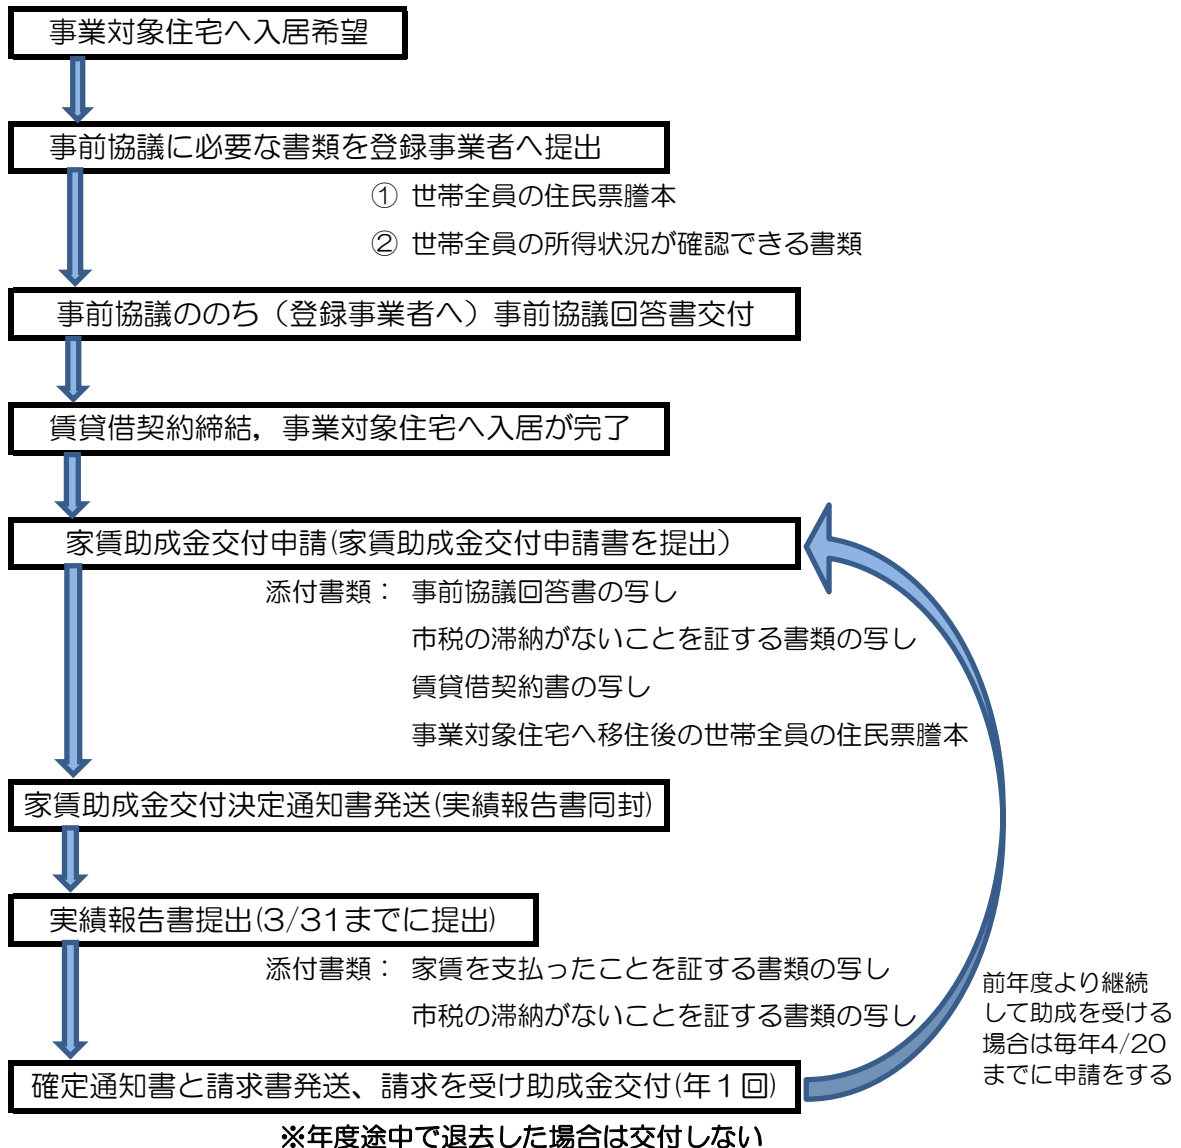 事業対象住宅へ入居希望
事前協議に必要な書類を登録事業者へ提出
① 世帯全員の住民票謄本
② 世帯全員の所得状況が確認できる書類
事前協議ののち（登録事業者へ）事前協議回答書交付
賃貸借契約締結，事業対象住宅へ入居が完了
家賃助成金交付申請(家賃助成金交付申請書を提出）
添付書類： 事前協議回答書の写し
市税の滞納がないことを証する書類の写し
賃貸借契約書の写し
事業対象住宅へ移住後の世帯全員の住民票謄本
家賃助成金交付決定通知書発送(実績報告書同封)
実績報告書提出(3/31までに提出)
添付書類： 家賃を支払ったことを証する書類の写し
市税の滞納がないことを証する書類の写し
前年度より継続
して助成を受ける
場合は毎年4/20
までに申請をする
確定通知書と請求書発送、請求を受け助成金交付(年１回)
※年度途中で退去した場合は交付しない